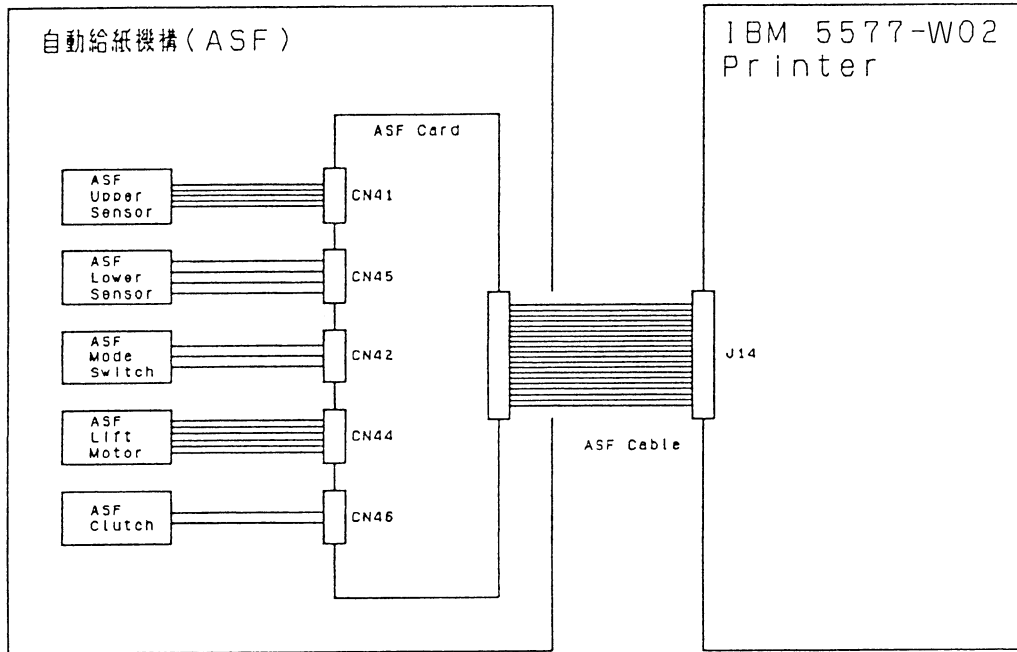 自動給紙機構(ASF)
IBM 5577-W02
Printer
ASF Card
ASF
Upper
Sensor
CN41
ASF
Lower
Sensor
CN45
ASF
Mode
Switch
CN42
J14
ASF
Lift
Motor
CN44
ASF Cable
ASF
Clutch
CN46